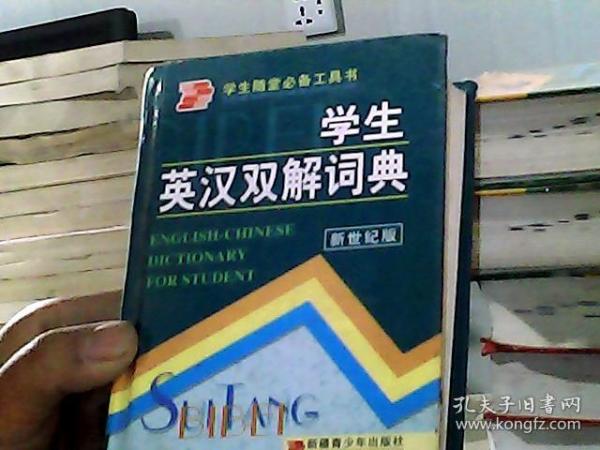 学生随堂必备工具书
学生
英汉双解词典
ENGLISH-CHINESE
DICTIONARY
FOR STUDENT
新世纪版
SUITANG
BIBEI
新疆青少年出版社
孔夫子旧书网
www.kongfz.com